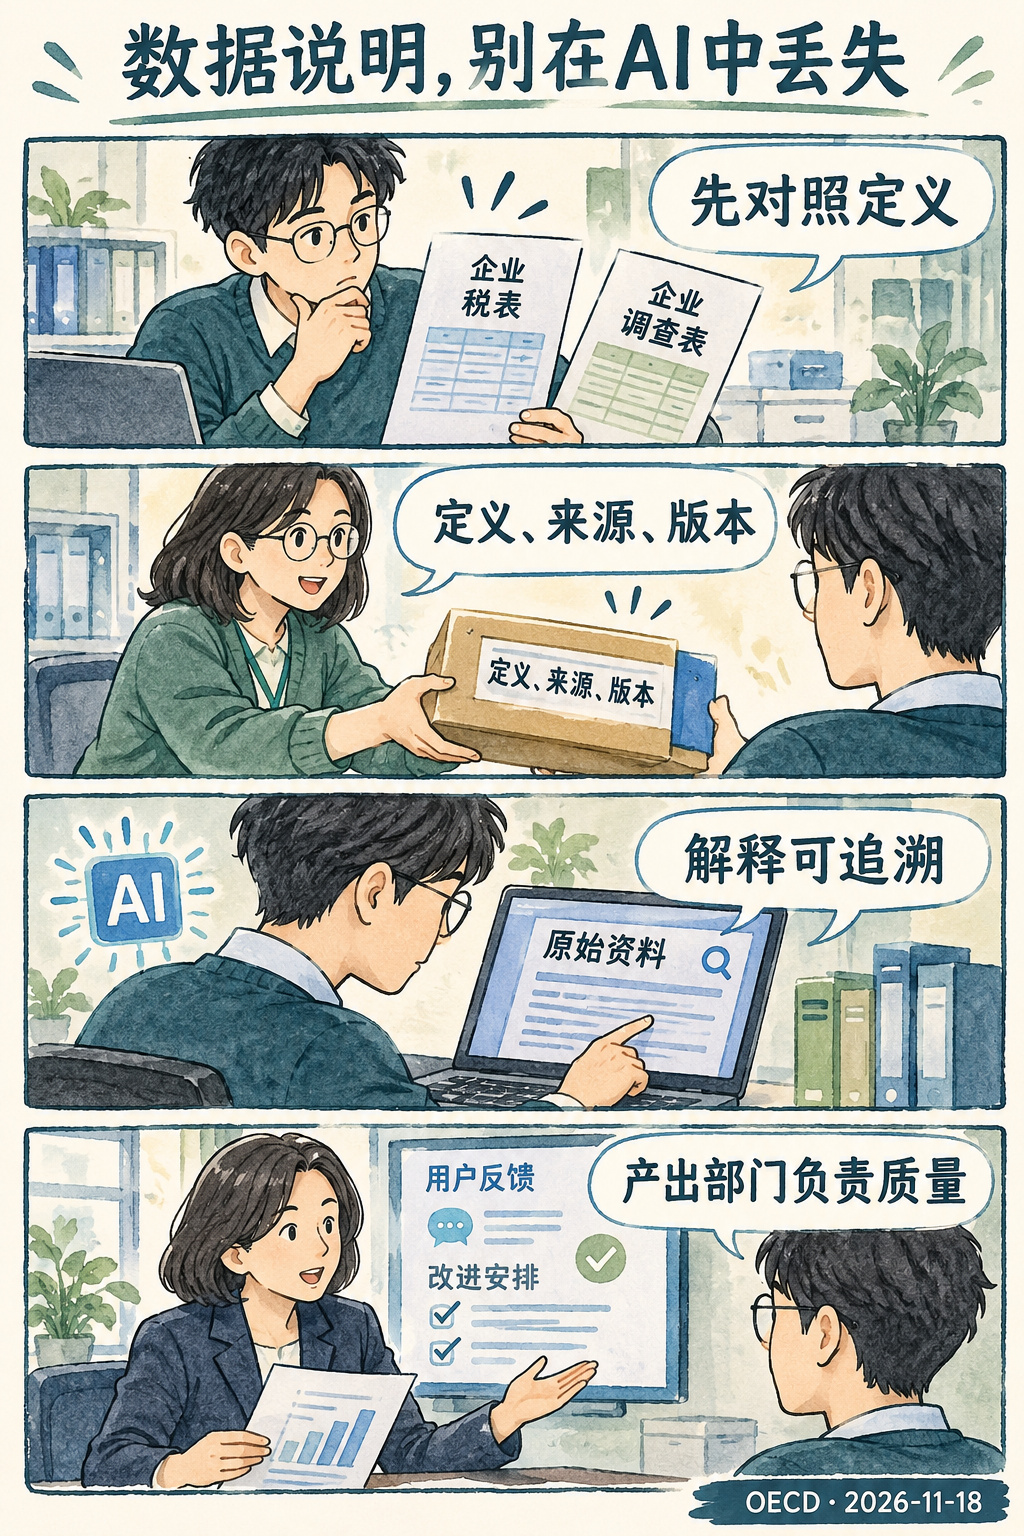 数据说明,别在AI中丢失
先对照定义
企业
税表
企业
调查表
定义、来源、版本
定义、来源、版本
AI
解释可追溯
原始资料
产出部门负责质量
用户反馈
改进安排
OECD · 2026-11-18